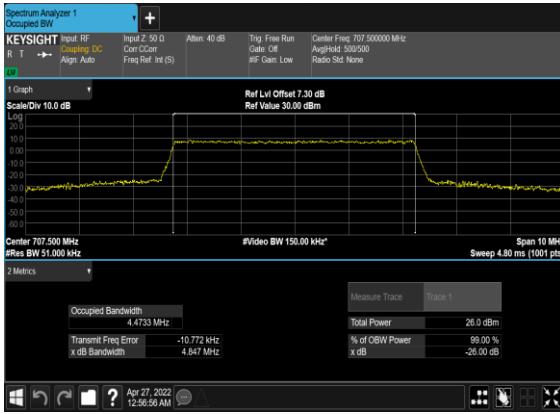 Spectrum Analyzer 1
Occupied BW
KEYSIGHT Input: RF Input Z: 50 Ω Atten: 40 dB Trig: Free Run Center Freq: 707.500000 MHz
R T Coupling: DC Corr CCorr Gate: Off Avg|Hold: 500/500
Align: Auto Freq Ref: Int (S) #IF Gain: Low Radio Std: None
1 Graph
Ref Lvl Offset 7.30 dB
Scale/Div 10.0 dB Ref Value 30.00 dBm
Log
20.0
10.0
0.00
-10.0
-20.0
-30.0
-40.0
-50.0
-60.0
Center 707.500 MHz #Video BW 150.00 kHz* Span 10 MH
#Res BW 51.000 kHz Sweep 4.80 ms (1001 pts
2 Metrics
Measure Trace Trace 1
Occupied Bandwidth
4.4733 MHz Total Power 26.0 dBm
Transmit Freq Error -10.772 kHz % of OBW Power 99.00 %
x dB Bandwidth 4.847 MHz x dB -26.00 dB
? Apr 27, 2022
12:56:56 AM